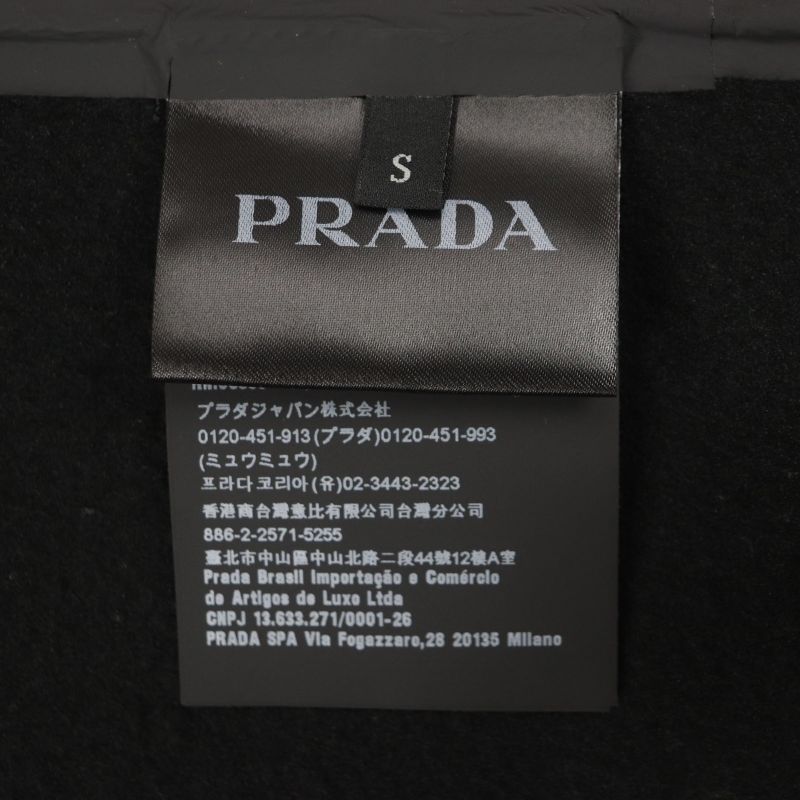 S
PRADA
プラダジャパン株式会社
0120-451-913(プラダ)0120-451-993
(ミュウミュウ)
프라다코리아(유)02-3443-2323
香港商台灣意比有限公司台灣分公司
886-2-2571-5255
臺北市中山區中山北路二段44號12樓A室
Prada Brasil Importação e Comércio
de Artigos de Luxo Ltda
CNPJ 13.633.271/0001-26
PRADA SPA Via Fogazzaro,28 20135 Milano